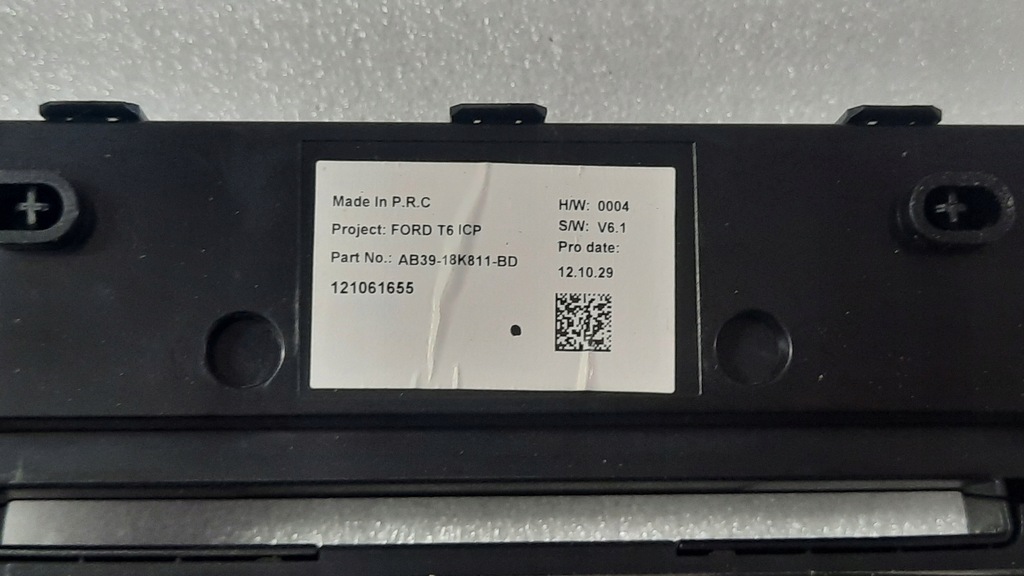 Made In P.R.C
Project: FORD T6 ICP
Part No.: AB39-18K811-BD
121061655
H/W: 0004
S/W: V6.1
Pro date:
12.10.29